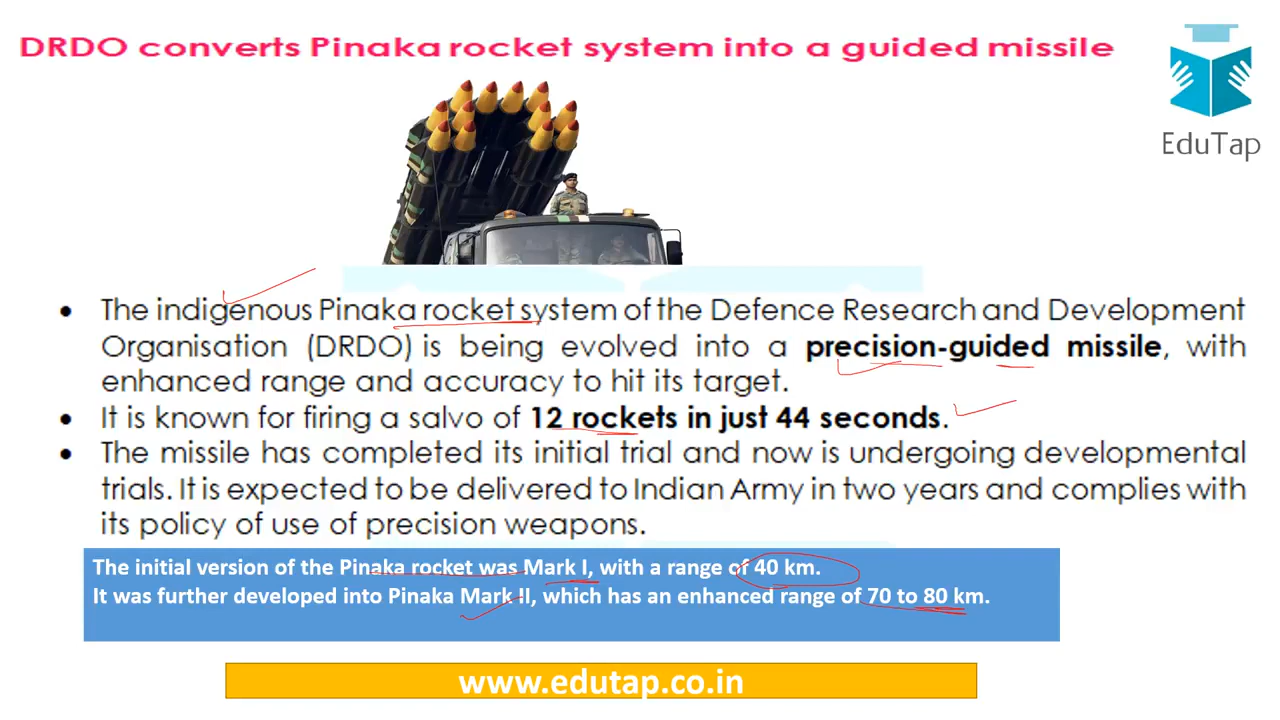 DRDO converts Pinaka rocket system into a guided missile
EduTap
• The indigenous Pinaka rocket system of the Defence Research and Development
Organisation (DRDO) is being evolved into a precision-guided missile, with
enhanced range and accuracy to hit its target.
• It is known for firing a salvo of 12 rockets in just 44 seconds.
• The missile has completed its initial trial and now is undergoing developmental
trials. It is expected to be delivered to Indian Army in two years and complies with
its policy of use of precision weapons.
The initial version of the Pinaka rocket was Mark I, with a range of 40 km.
It was further developed into Pinaka Mark II, which has an enhanced range of 70 to 80 km.
www.edutap.co.in